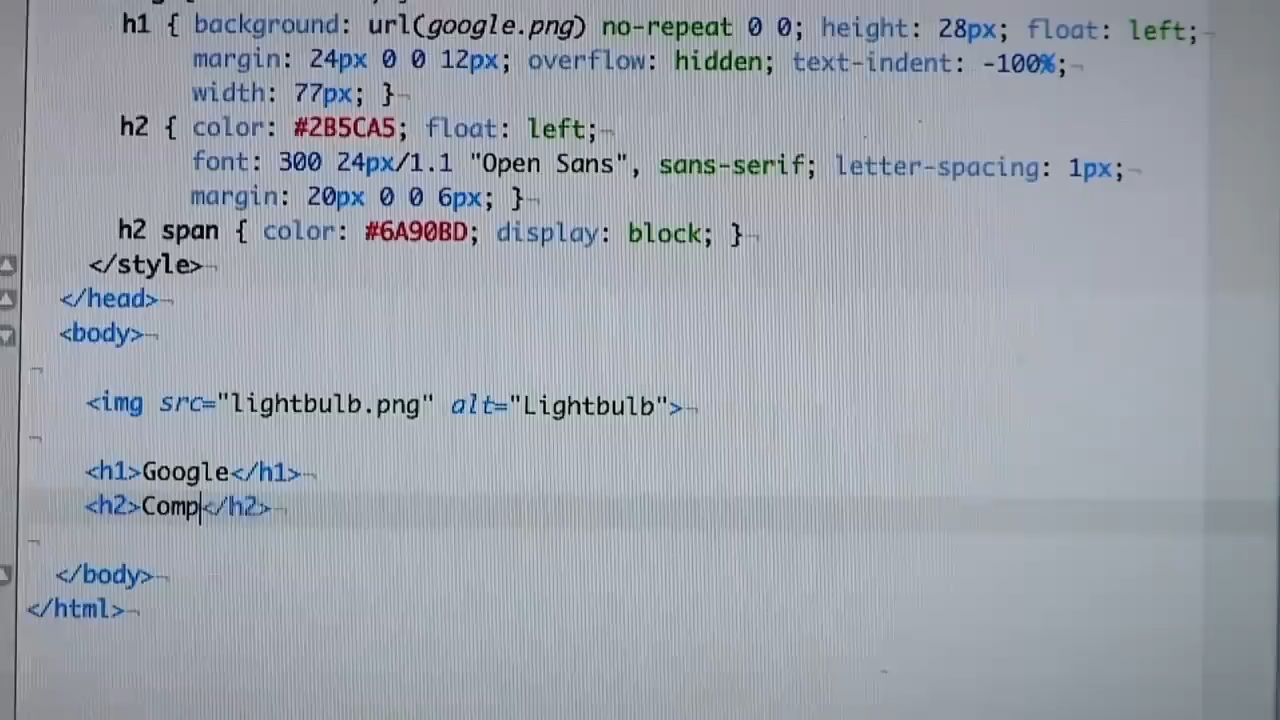 h1 { background: url(google.png) no-repeat 0 0; height: 28px; float: left;
margin: 24px 0 0 12px; overflow: hidden; text-indent: -100%;
width: 77px; }
h2 { color: #2B5CA5; float: left;
font: 300 24px/1.1 "Open Sans", sans-serif; letter-spacing: 1px;
margin: 20px 0 0 6px; }
h2 span { color: #6A90BD; display: block; }
</style>
</head>
<body>
<img src="lightbulb.png" alt="Lightbulb">
<h1>Google</h1>
<h2>Comp</h2>
</body>
</html>